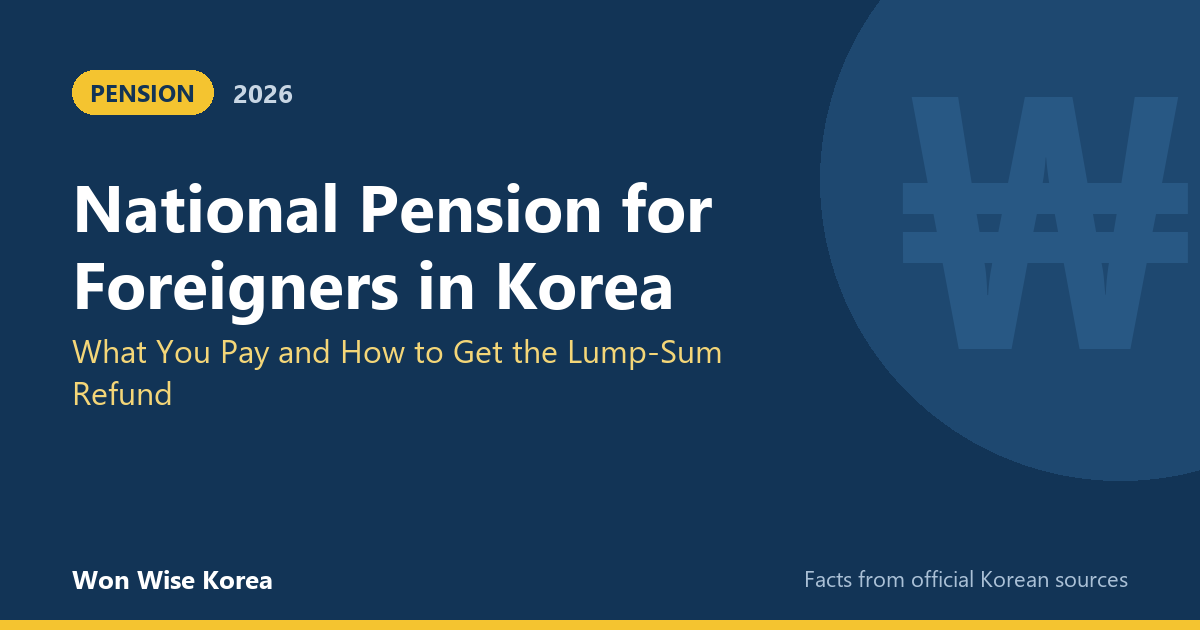 PENSION 2026
National Pension for
Foreigners in Korea
What You Pay and How to Get the Lump-Sum
Refund
Won Wise Korea
Facts from official Korean sources
₩